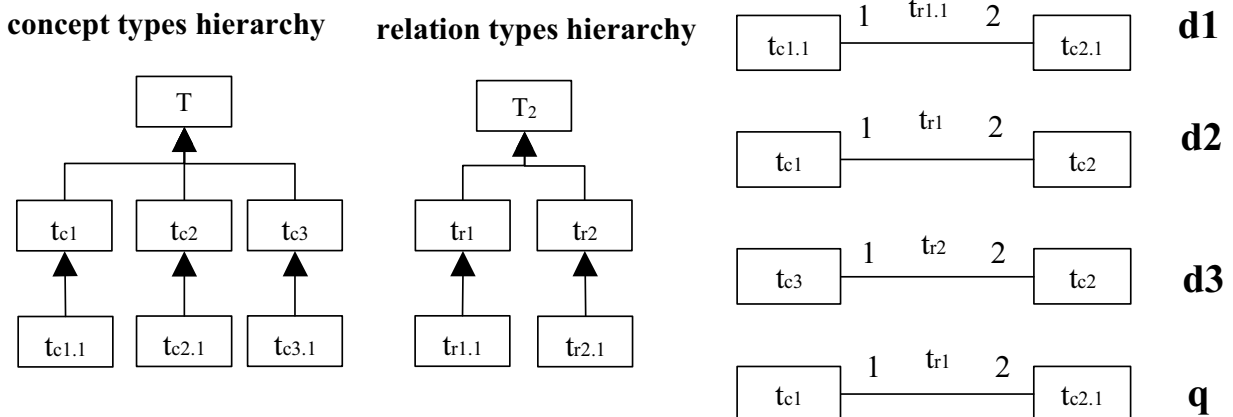 concept types hierarchy
relation types hierarchy
T
tc1 tc2 tc3
tc1.1 tc2.1 tc3.1
T2
tr1 tr2
tr1.1 tr2.1
1 tr1.1 2
tc1.1 tc2.1 d1
1 tr1 2
tc1 tc2 d2
1 tr2 2
tc3 tc2 d3
1 tr1 2
tc1 tc2.1 q